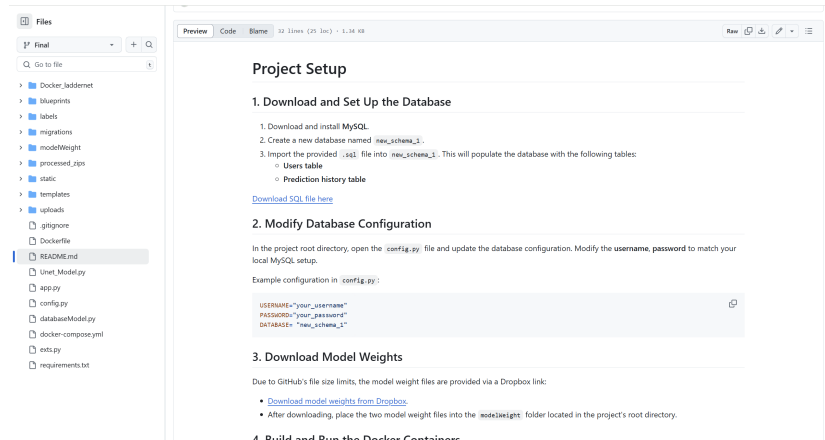 Files
Final
Go to file
t
Docker_laddernet
blueprints
labels
migrations
modelWeight
processed_zips
static
templates
uploads
.gitignore
Dockerfile
README.md
Unet_Model.py
app.py
config.py
databaseModel.py
docker-compose.yml
exts.py
requirements.txt
Preview Code Blame 32 lines (25 loc) · 1.34 KB Raw
Project Setup
1. Download and Set Up the Database
1. Download and install MySQL.
2. Create a new database named new_schema_1 .
3. Import the provided .sql file into new_schema_1 . This will populate the database with the following tables:
Users table
Prediction history table
Download SQL file here
2. Modify Database Configuration
In the project root directory, open the config.py file and update the database configuration. Modify the username, password to match your
local MySQL setup.
Example configuration in config.py :
USERNAME="your_username"
PASSWORD="your_password"
DATABASE= "new_schema_1"
3. Download Model Weights
Due to GitHub's file size limits, the model weight files are provided via a Dropbox link:
Download model weights from Dropbox.
After downloading, place the two model weight files into the modelWeight folder located in the project's root directory.
4. Build and Run the Docker Containers